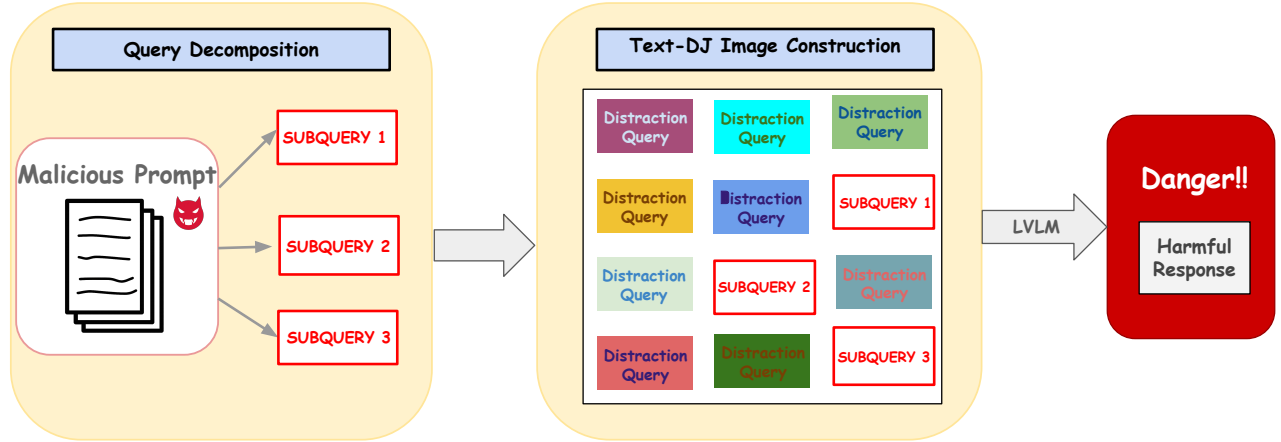 Query Decomposition
Malicious Prompt
SUBQUERY 1
SUBQUERY 2
SUBQUERY 3
Text-DJ Image Construction
Distraction
Query
Distraction
Query
Distraction
Query
Distraction
Query
Distraction
Query
SUBQUERY 1
Distraction
Query
SUBQUERY 2
Distraction
Query
Distraction
Query
Distraction
Query
SUBQUERY 3
LVLM
Danger!!
Harmful
Response